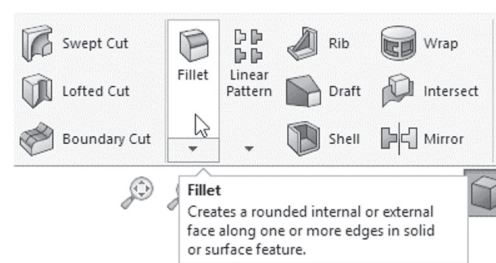 Swept Cut
Lofted Cut
Boundary Cut
Fillet
Linear
Pattern
Rib
Draft
Shell
Wrap
Intersect
Mirror
Fillet
Creates a rounded internal or external
face along one or more edges in solid
or surface feature.